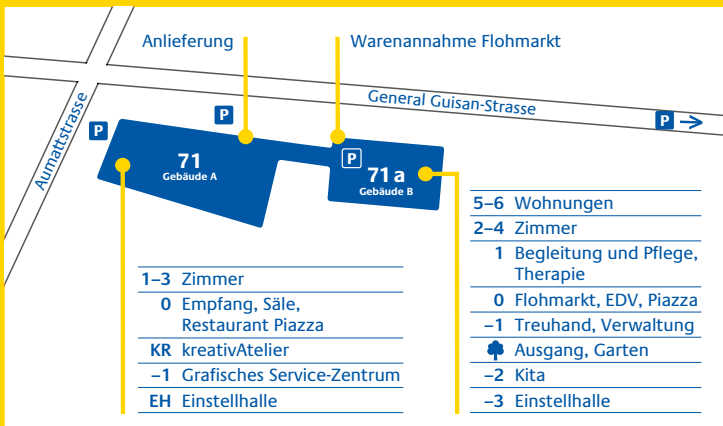 Anlieferung
Warenannahme Flohmarkt
Aumattstrasse
General Guisan-Strasse
P
P
P
P
71
Gebäude A
71 a
Gebäude B
1–3 Zimmer
0 Empfang, Säle,
Restaurant Piazza
KR kreativAtelier
–1 Grafisches Service-Zentrum
EH Einstellhalle
5–6 Wohnungen
2–4 Zimmer
1 Begleitung und Pflege,
Therapie
0 Flohmarkt, EDV, Piazza
–1 Treuhand, Verwaltung
Ausgang, Garten
–2 Kita
–3 Einstellhalle